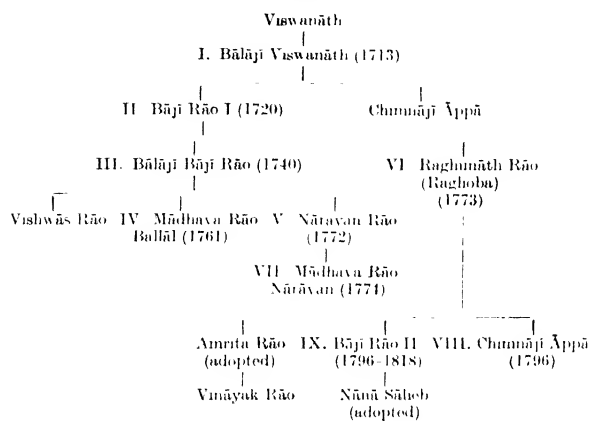 Viswanāth
I. Bālājī Viswanāth (1713)
II Bājī Rāo I (1720) Chimnājī Āppā
III. Bālājī Bājī Rāo (1740) VI Raghunāth Rāo
(Raghoba)
(1773)
Vishwās Rāo IV Mādhava Rāo V Nārāyan Rāo
Ballāl (1761) (1772)
VII Mādhava Rāo
Nārāyan (1774)
Amrita Rāo IX. Bājī Rāo II VIII. Chimnājī Āppā
(adopted) (1796-1818) (1796)
Vināyak Rāo Nānā Sāheb
(adopted)